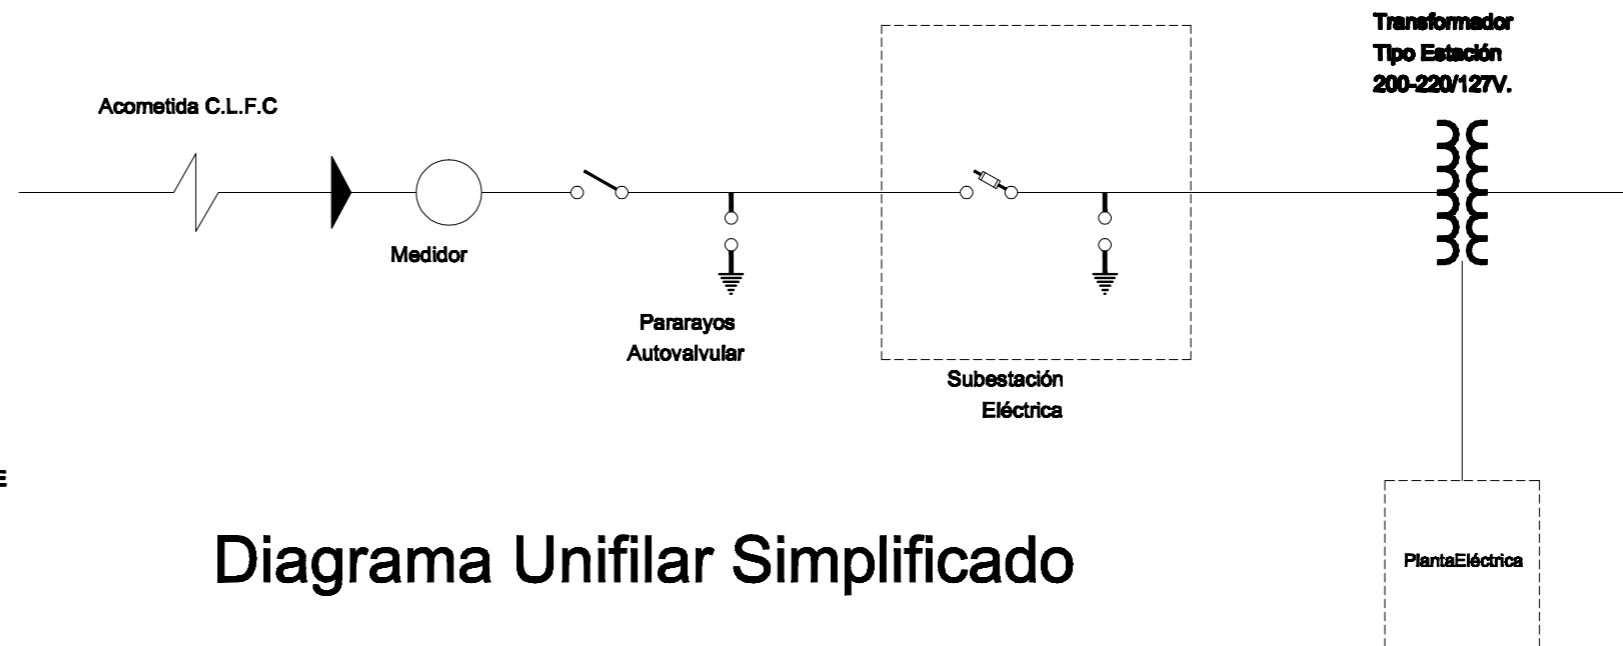 Transformador
Tipo Estación
200-220/127V.
Acometida C.L.F.C
Medidor
Pararayos
Autovalvular
Subestación
Eléctrica
E
Diagrama Unifilar Simplificado
PlantaEléctrica